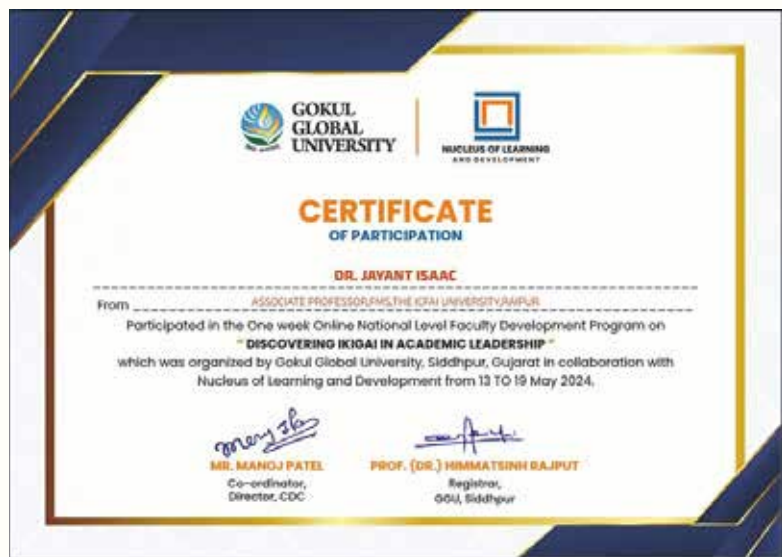 GOKUL
GLOBAL
UNIVERSITY
NUCLEUS OF LEARNING
AND DEVELOPMENT
CERTIFICATE
OF PARTICIPATION
DR. JAYANT ISAAC
From ASSOCIATE PROFESSOR,FMS,THE ICFAI UNIVERSITY,RAIPUR
Participated in the One week Online National Level Faculty Development Program on
" DISCOVERING IKIGAI IN ACADEMIC LEADERSHIP "
which was organized by Gokul Global University, Siddhpur, Gujarat in collaboration with
Nucleus of Learning and Development from 13 TO 19 May 2024.
MR. MANOJ PATEL
Co-ordinator,
Director, CDC
PROF. (DR.) HIMMATSINH RAJPUT
Registrar,
GGU, Siddhpur